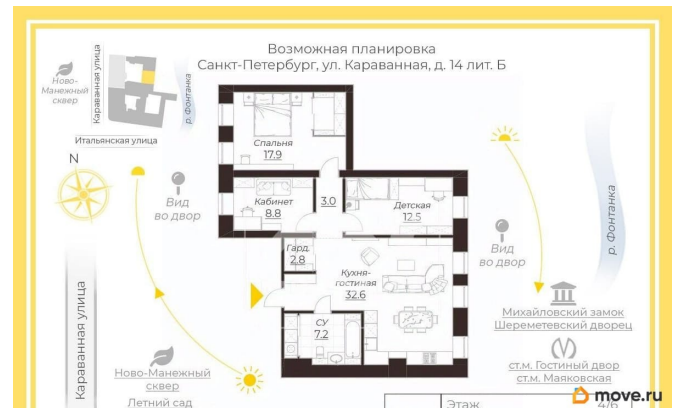 Возможная планировка
Санкт-Петербург, ул. Караванная, д. 14 лит. Б
Ново-
Манежный
сквер
Караванная улица
р. Фонтанка
Итальянская улица
N
Вид
во двор
Спальня
17.9
Кабинет
8.8
3.0
Детская
12.5
Гард.
2.8
Кухня-
гостиная
32.6
СУ
7.2
Вид
во двор
р. Фонтанка
Караванная улица
Ново-Манежный
сквер
Летний сад
Михайловский замок
Шереметевский дворец
ст.м. Гостиный двор
ст.м. Маяковская
Этаж
4/6
move.ru